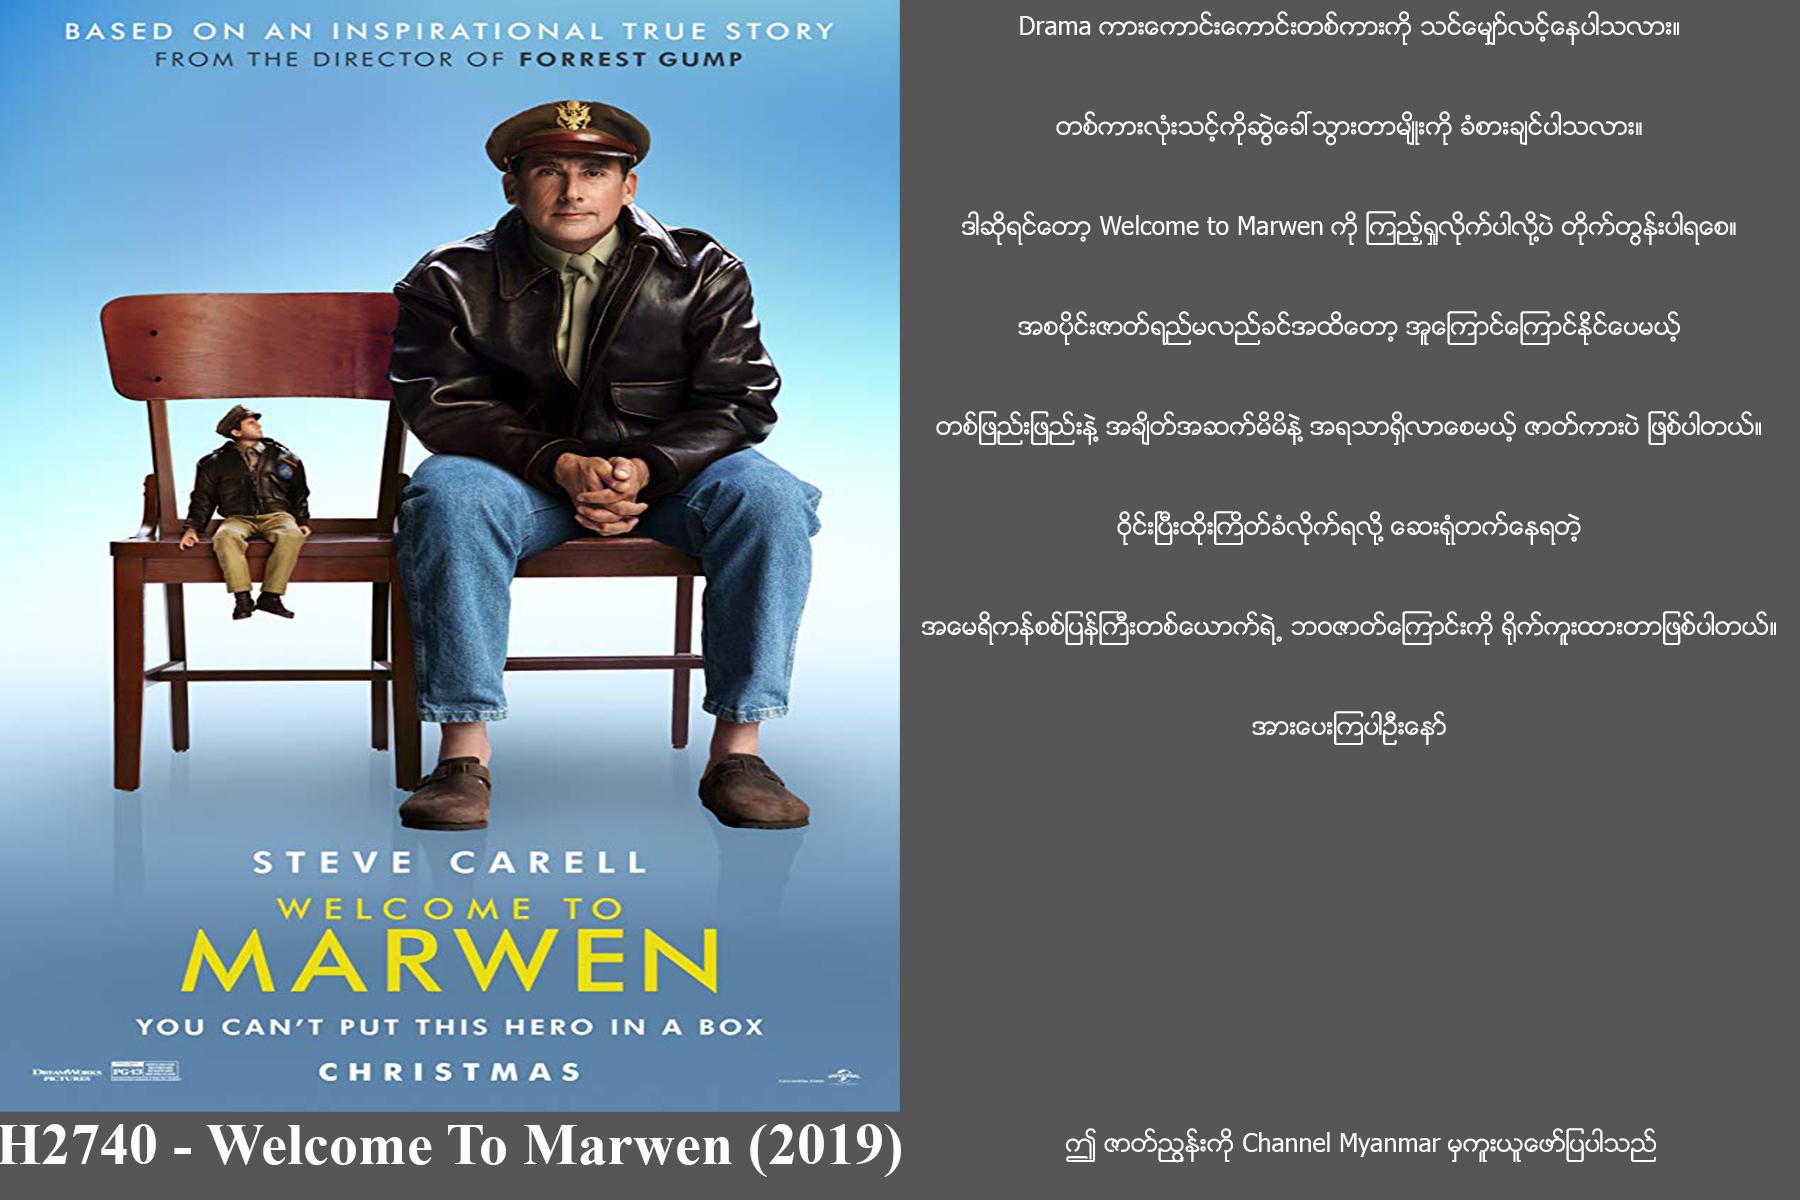 BASED ON AN INSPIRATIONAL TRUE STORY
FROM THE DIRECTOR OF FORREST GUMP
STEVE CARELL
WELCOME TO
MARWEN
YOU CAN'T PUT THIS HERO IN A BOX
CHRISTMAS
DREAMWORKS
PICTURES
PG-13
UNIVERSAL
H2740 - Welcome To Marwen (2019)
Drama ကားကောင်းကောင်းတစ်ကားကို သင်မျှော်လင့်နေပါသလား။
တစ်ကားလုံးသင့်ကိုဆွဲခေါ်သွားတာမျိုးကို ခံစားချင်ပါသလား။
ဒါဆိုရင်တော့ Welcome to Marwen ကို ကြည့်ရှုလိုက်ပါလို့ပဲ တိုက်တွန်းပါရစေ။
အစပိုင်းဇာတ်ရည်မလည်ခင်အထိတော့ အူကြောင်ကြောင်နိုင်ပေမယ့်
တစ်ဖြည်းဖြည်းနဲ့ အချိတ်အဆက်မိမိနဲ့ အရသာရှိလာစေမယ့် ဇာတ်ကားပဲ ဖြစ်ပါတယ်။
ဝိုင်းပြီးထိုးကြိတ်ခံလိုက်ရလို့ ဆေးရုံတက်နေရတဲ့
အမေရိကန်စစ်ပြန်ကြီးတစ်ယောက်ရဲ့ ဘဝဇာတ်ကြောင်းကို ရိုက်ကူးထားတာဖြစ်ပါတယ်။
အားပေးကြပါဦးနော်
ဤ ဇာတ်ညွှန်းကို Channel Myanmar မှကူးယူဖော်ပြပါသည်